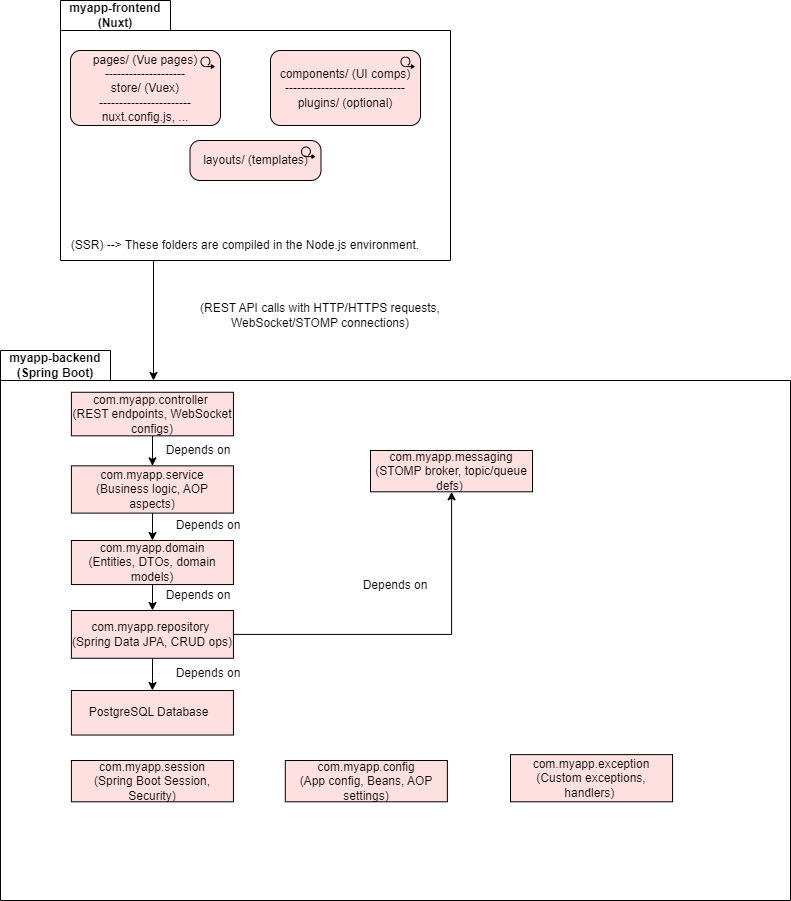 myapp-frontend
(Nuxt)
pages/ (Vue pages)
--------------------
store/ (Vuex)
-----------------------
nuxt.config.js, ...
components/ (UI comps)
------------------------------
plugins/ (optional)
layouts/ (templates)
(SSR) --> These folders are compiled in the Node.js environment.
(REST API calls with HTTP/HTTPS requests,
WebSocket/STOMP connections)
myapp-backend
(Spring Boot)
com.myapp.controller
(REST endpoints, WebSocket
configs)
Depends on
com.myapp.service
(Business logic, AOP
aspects)
Depends on
com.myapp.domain
(Entities, DTOs, domain
models)
Depends on
com.myapp.repository
(Spring Data JPA, CRUD ops)
Depends on
PostgreSQL Database
com.myapp.messaging
(STOMP broker, topic/queue
defs)
Depends on
com.myapp.session
(Spring Boot Session,
Security)
com.myapp.config
(App config, Beans, AOP
settings)
com.myapp.exception
(Custom exceptions,
handlers)